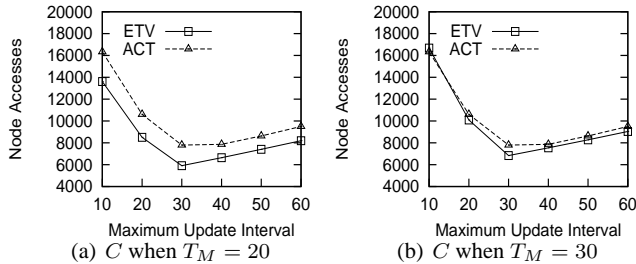 20000
18000
16000
14000
12000
10000
8000
6000
4000
Node Accesses
ETV
ACT
10 20 30 40 50 60
Maximum Update Interval
(a) C when T_M = 20
20000
18000
16000
14000
12000
10000
8000
6000
4000
Node Accesses
ETV
ACT
10 20 30 40 50 60
Maximum Update Interval
(b) C when T_M = 30